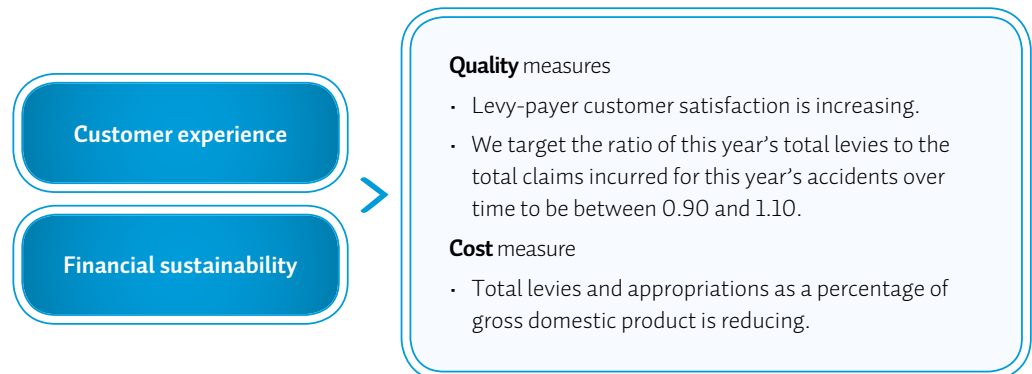 Customer experience
Financial sustainability
Quality measures
• Levy-payer customer satisfaction is increasing.
• We target the ratio of this year's total levies to the
total claims incurred for this year's accidents over
time to be between 0.90 and 1.10.
Cost measure
• Total levies and appropriations as a percentage of
gross domestic product is reducing.